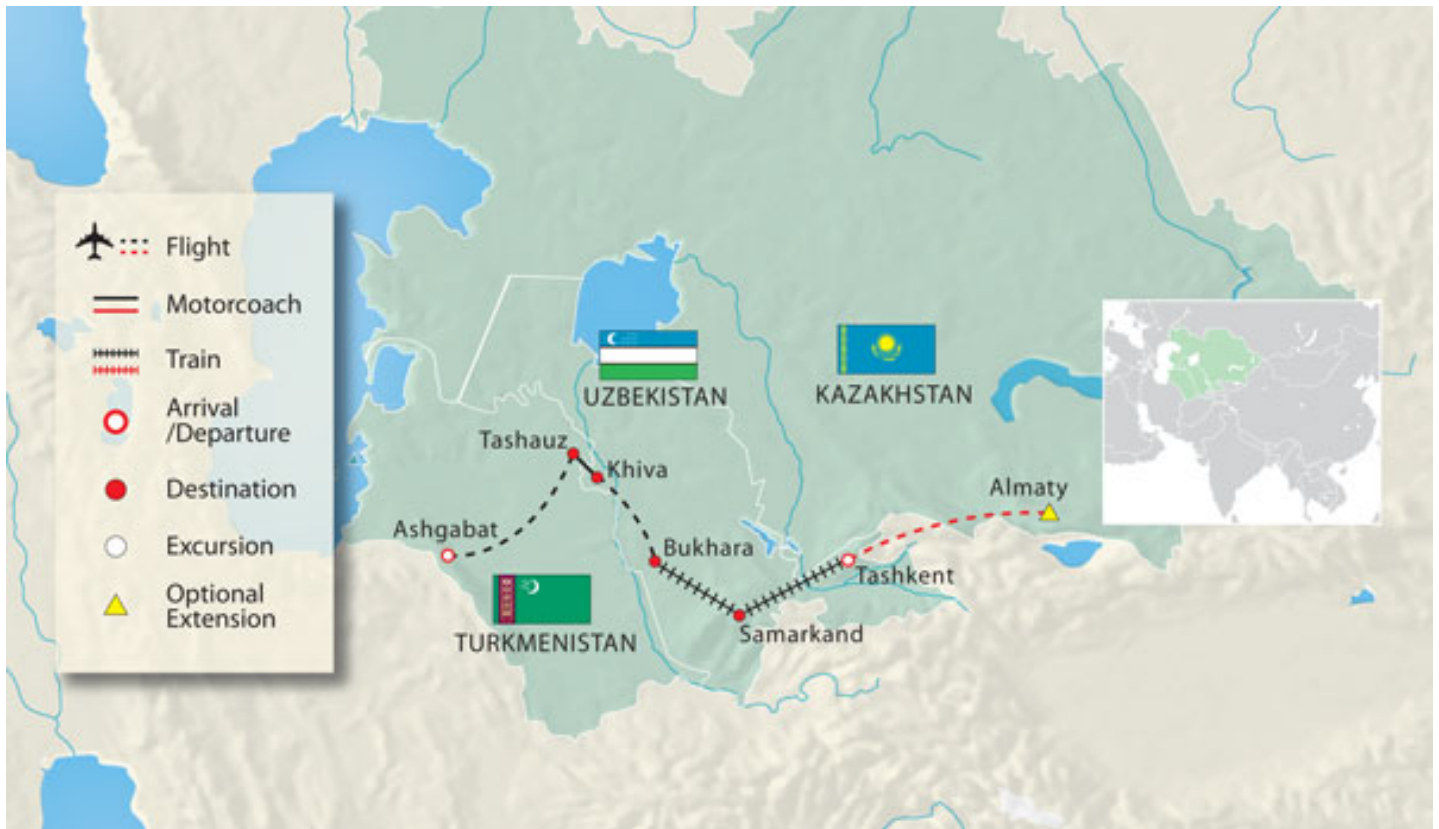 Flight
Motorcoach
Train
Arrival
/Departure
Destination
Excursion
Optional
Extension
UZBEKISTAN
KAZAKHSTAN
Tashauz
Khiva
Almaty
Ashgabat
Bukhara
Tashkent
TURKMENISTAN
Samarkand